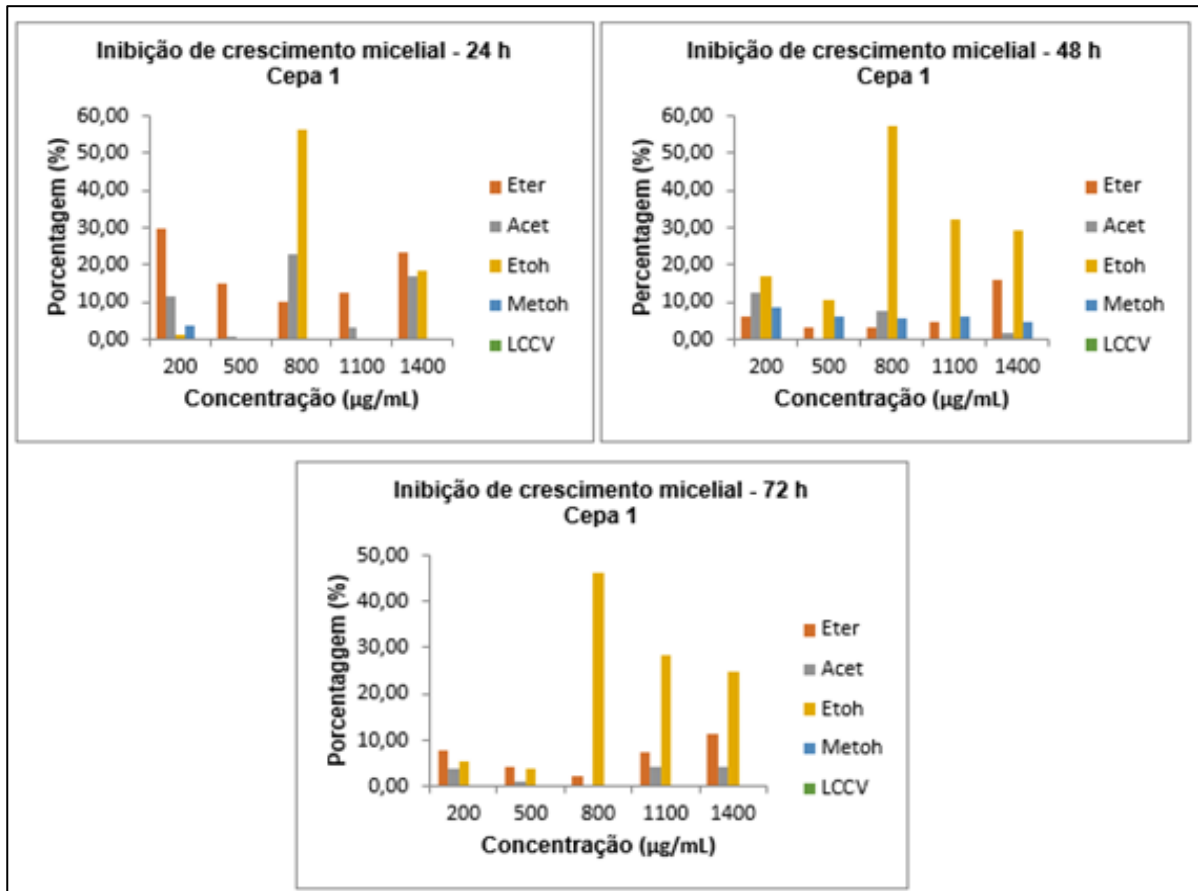 Inibição de crescimento micelial - 24 h
Cepa 1
Porcentagem (%)
60,00
50,00
40,00
30,00
20,00
10,00
0,00
200 500 800 1100 1400
Concentração (µg/mL)
Eter
Acet
Etoh
Metoh
LCCV
Inibição de crescimento micelial - 48 h
Cepa 1
Percentagem (%)
60,00
50,00
40,00
30,00
20,00
10,00
0,00
200 500 800 1100 1400
Concentração (µg/mL)
Eter
Acet
Etoh
Metoh
LCCV
Inibição de crescimento micelial - 72 h
Cepa 1
Porcentaggem (%)
50,00
40,00
30,00
20,00
10,00
0,00
200 500 800 1100 1400
Concentração (µg/mL)
Eter
Acet
Etoh
Metoh
LCCV